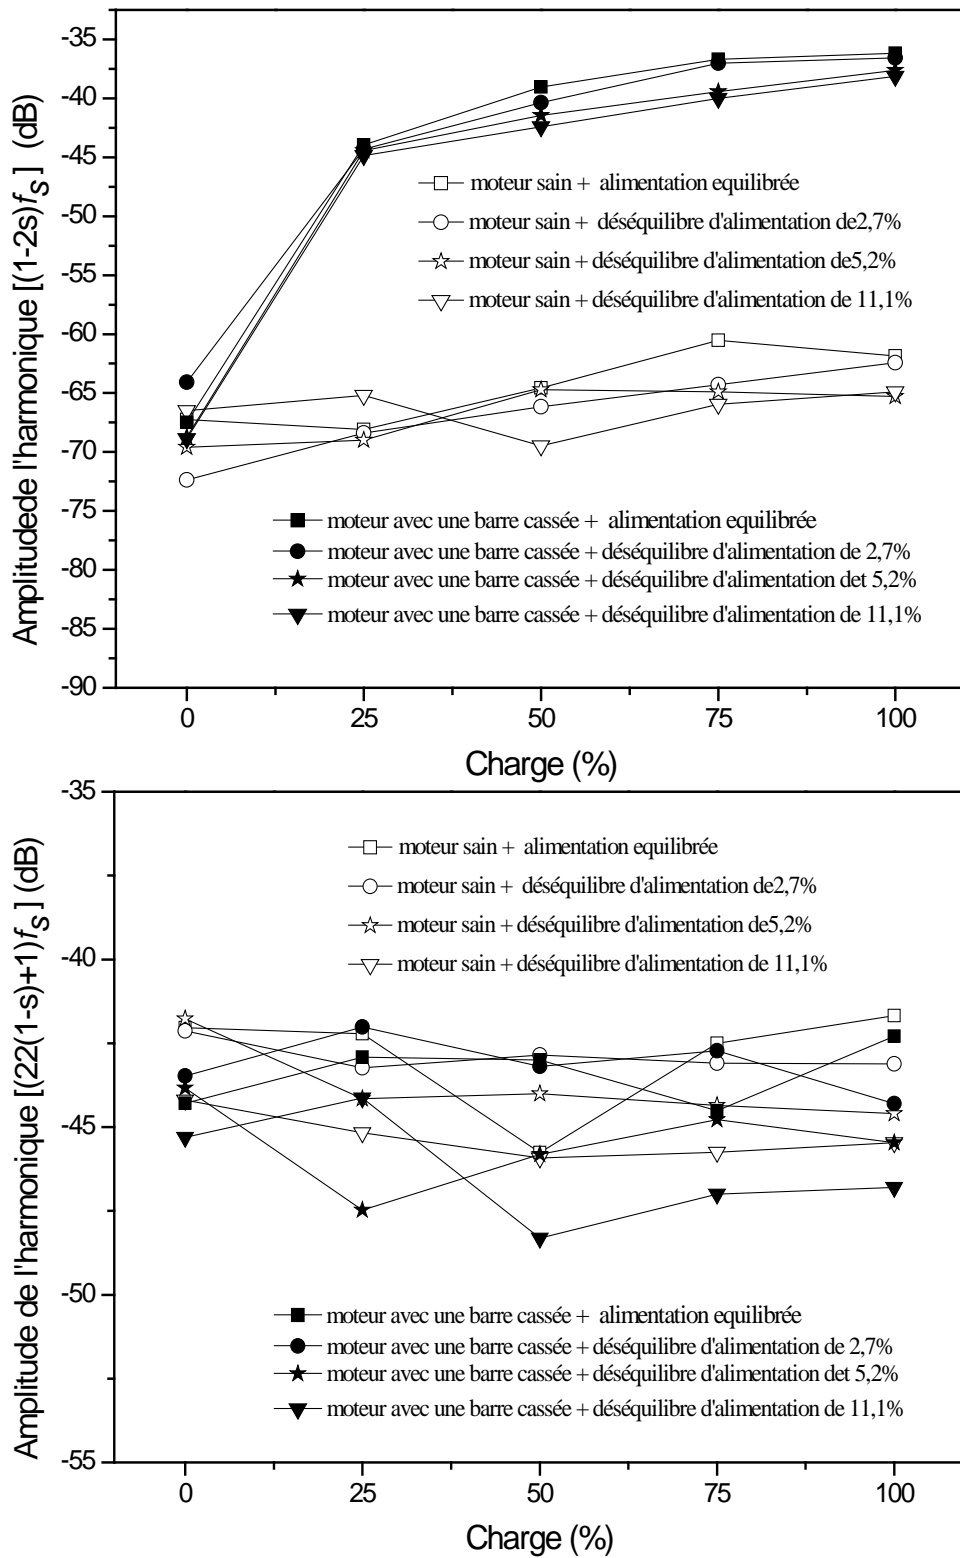 Amplitudede l'harmonique [(1-2s)fs] (dB)
-35
-40
-45
-50
-55
-60
-65
-70
-75
-80
-85
-90
moteur sain + alimentation equilibrée
moteur sain + déséquilibre d'alimentation de2,7%
moteur sain + déséquilibre d'alimentation de5,2%
moteur sain + déséquilibre d'alimentation de 11,1%
moteur avec une barre cassée + alimentation equilibrée
moteur avec une barre cassée + déséquilibre d'alimentation de 2,7%
moteur avec une barre cassée + déséquilibre d'alimentation det 5,2%
moteur avec une barre cassée + déséquilibre d'alimentation de 11,1%
0 25 50 75 100
Charge (%)
Amplitude de l'harmonique [(22(1-s)+1)fs] (dB)
-35
-40
-45
-50
-55
moteur sain + alimentation equilibrée
moteur sain + déséquilibre d'alimentation de2,7%
moteur sain + déséquilibre d'alimentation de5,2%
moteur sain + déséquilibre d'alimentation de 11,1%
moteur avec une barre cassée + alimentation equilibrée
moteur avec une barre cassée + déséquilibre d'alimentation de 2,7%
moteur avec une barre cassée + déséquilibre d'alimentation det 5,2%
moteur avec une barre cassée + déséquilibre d'alimentation de 11,1%
0 25 50 75 100
Charge (%)